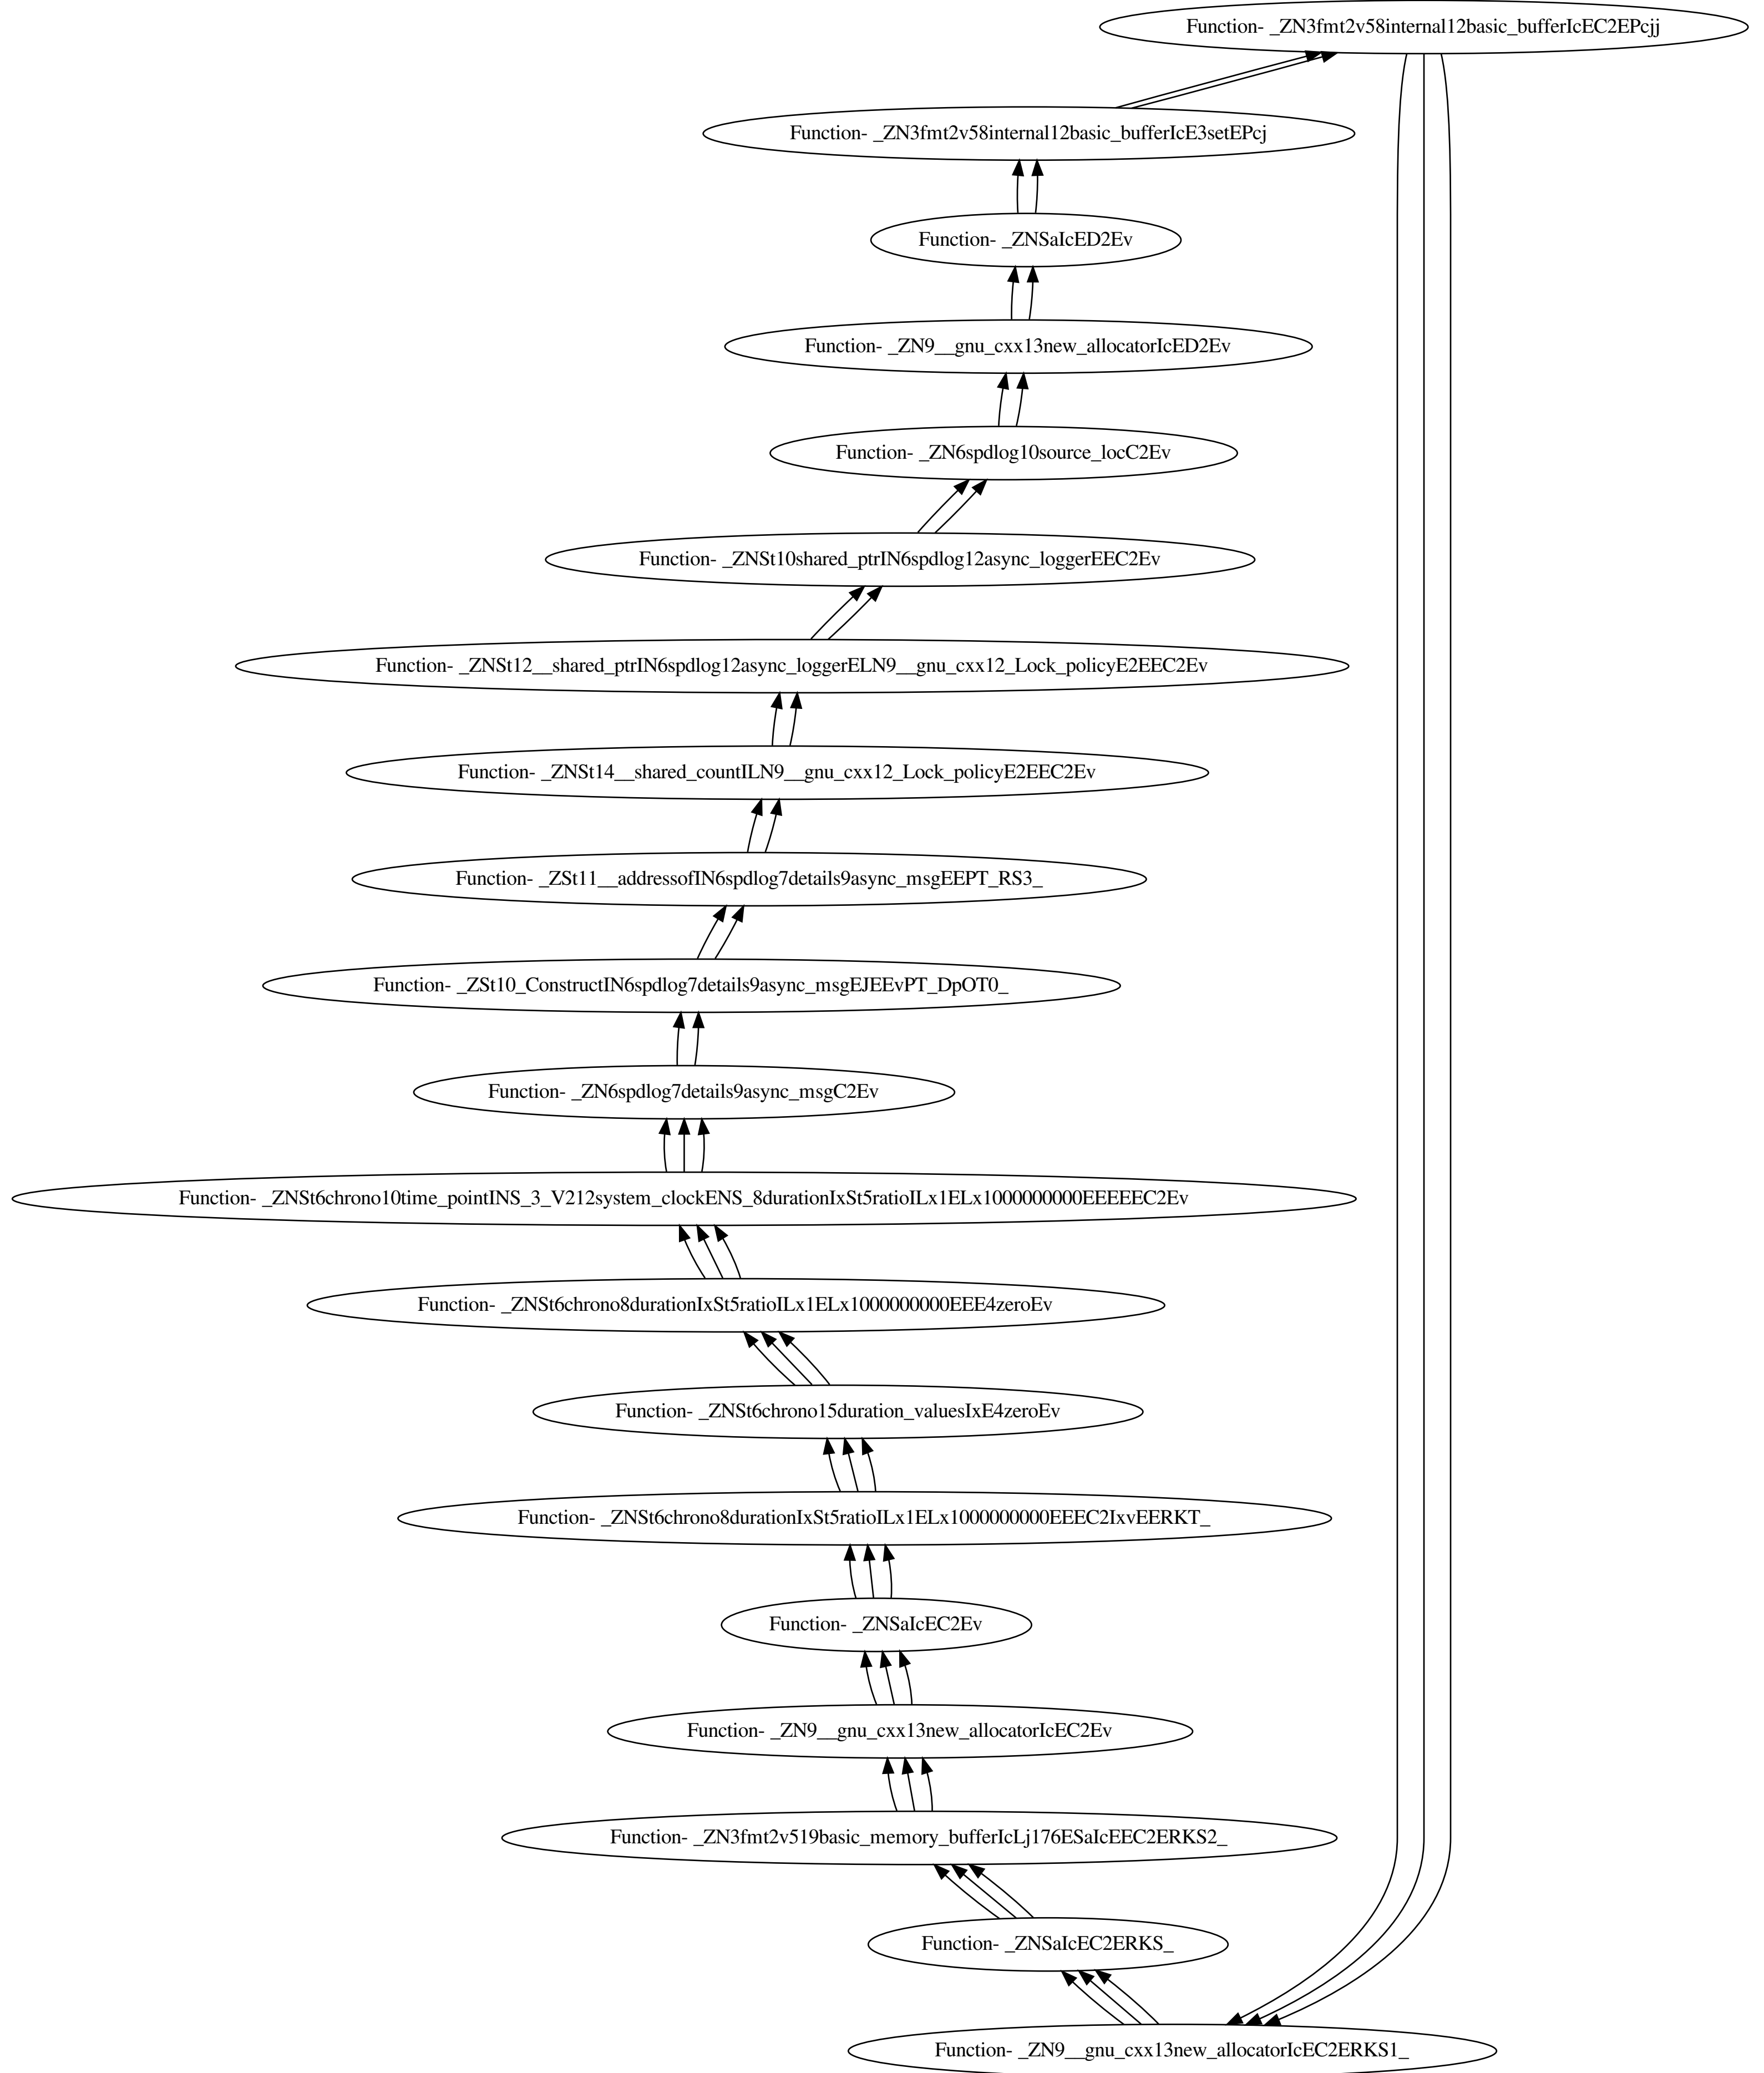 Function- _ZN3fmt2v58internal12basic_bufferIcEC2EPcjj
Function- _ZN3fmt2v58internal12basic_bufferIcE3setEPcj
Function- _ZNSaIcED2Ev
Function- _ZN9__gnu_cxx13new_allocatorIcED2Ev
Function- _ZN6spdlog10source_locC2Ev
Function- _ZNSt10shared_ptrIN6spdlog12async_loggerEEC2Ev
Function- _ZNSt12__shared_ptrIN6spdlog12async_loggerELN9__gnu_cxx12_Lock_policyE2EEC2Ev
Function- _ZNSt14__shared_countILN9__gnu_cxx12_Lock_policyE2EEC2Ev
Function- _ZSt11__addressofIN6spdlog7details9async_msgEEPT_RS3_
Function- _ZSt10_ConstructIN6spdlog7details9async_msgEJEEvPT_DpOT0_
Function- _ZN6spdlog7details9async_msgC2Ev
Function- _ZNSt6chrono10time_pointINS_3_V212system_clockENS_8durationIxSt5ratioILx1ELx1000000000EEEEEC2Ev
Function- _ZNSt6chrono8durationIxSt5ratioILx1ELx1000000000EEE4zeroEv
Function- _ZNSt6chrono15duration_valuesIxE4zeroEv
Function- _ZNSt6chrono8durationIxSt5ratioILx1ELx1000000000EEEC2IxvEERKT_
Function- _ZNSaIcEC2Ev
Function- _ZN9__gnu_cxx13new_allocatorIcEC2Ev
Function- _ZN3fmt2v519basic_memory_bufferIcLj176ESaIcEEC2ERKS2_
Function- _ZNSaIcEC2ERKS_
Function- _ZN9__gnu_cxx13new_allocatorIcEC2ERKS1_